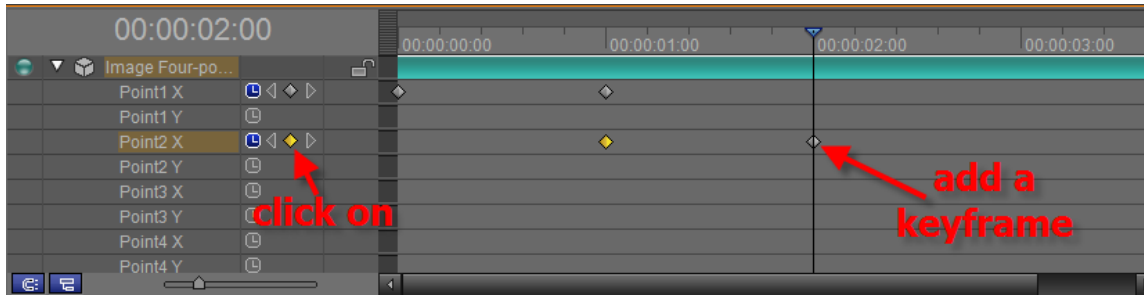 00:00:02:00
00:00:00:00 00:00:01:00 00:00:02:00 00:00:03:00
Image Four-po...
Point1 X
Point1 Y
Point2 X
Point2 Y
Point3 X
Point3 Y
Point4 X
Point4 Y
click on
add a
keyframe